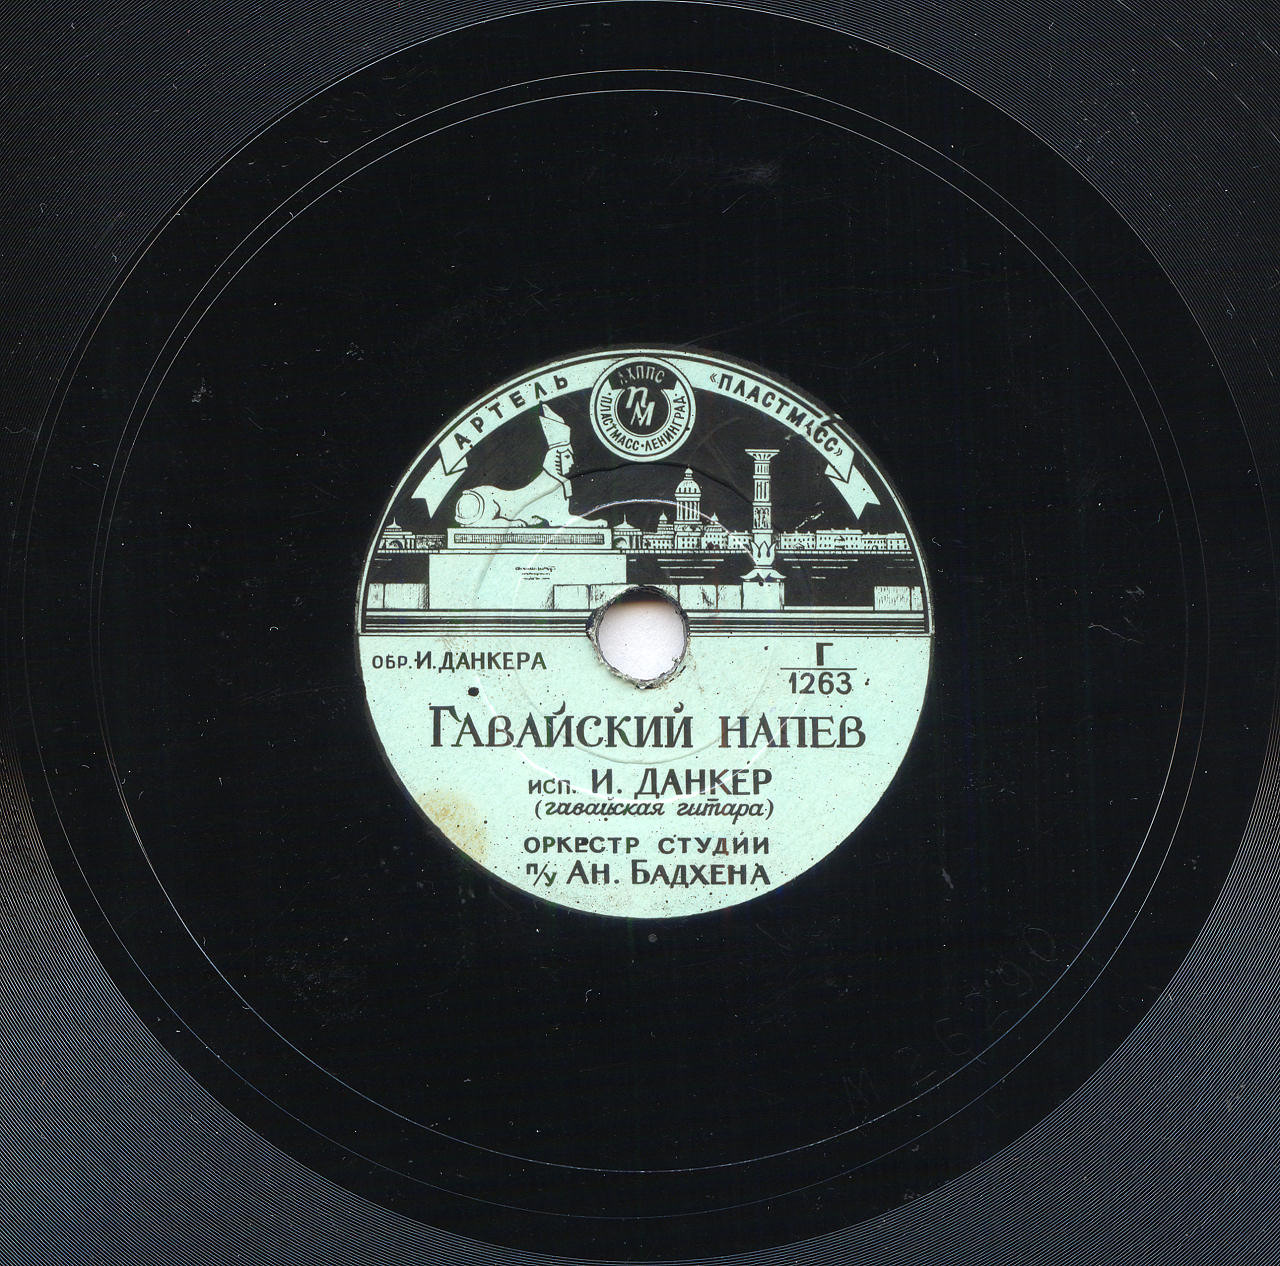 АРТЕЛЬ «ПЛАСТМАСС»
ЛХППС
ПМ
·ПЛАСТМАСС·ЛЕНИНГРАД·
ОБР. И. ДАНКЕРА
Г
1263
ГАВАЙСКИЙ НАПЕВ
ИСП. И. ДАНКЕР
(гавайская гитара)
ОРКЕСТР СТУДИИ
п/у АН. БАДХЕНА